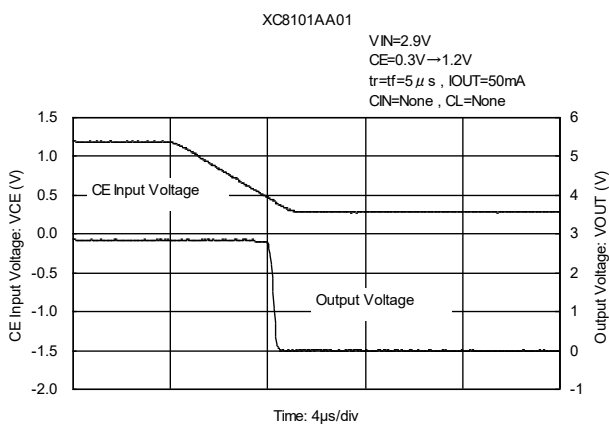 XC8101AA01
VIN=2.9V
CE=0.3V→1.2V
tr=tf=5μs , IOUT=50mA
CIN=None , CL=None
1.5
1.0
0.5
0.0
-0.5
-1.0
-1.5
-2.0
CE Input Voltage: VCE (V)
CE Input Voltage
Output Voltage
6
5
4
3
2
1
0
-1
Output Voltage: VOUT (V)
Time: 4μs/div